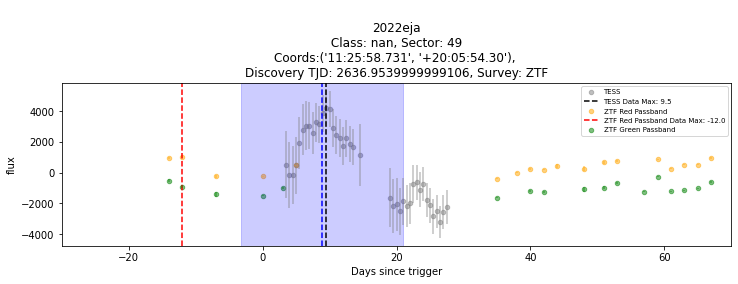 2022eja
Class: nan, Sector: 49
Coords:('11:25:58.731', '+20:05:54.30'),
Discovery TJD: 2636.9539999999106, Survey: ZTF
TESS
TESS Data Max: 9.5
ZTF Red Passband
ZTF Red Passband Data Max: -12.0
ZTF Green Passband
flux
4000
2000
0
−2000
−4000
−20 0 20 40 60
Days since trigger